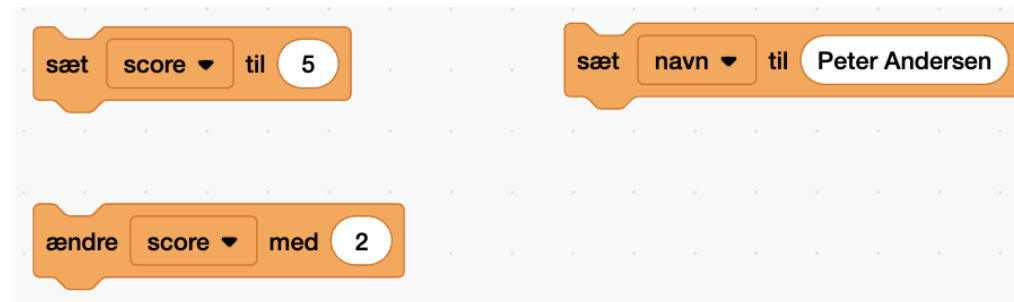 sæt score til 5
sæt navn til Peter Andersen
ændre score med 2